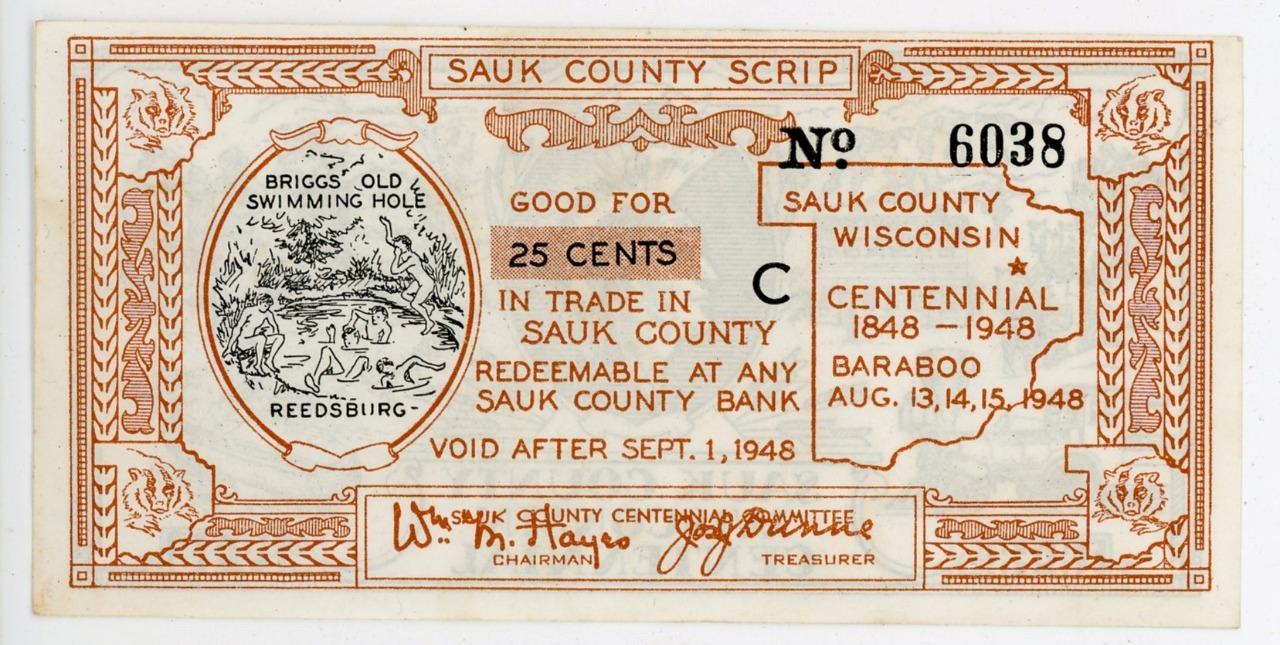 SAUK COUNTY SCRIP
No. 6038
BRIGGS' OLD
SWIMMING HOLE
REEDSBURG-
GOOD FOR
25 CENTS
IN TRADE IN
SAUK COUNTY
REDEEMABLE AT ANY
SAUK COUNTY BANK
VOID AFTER SEPT. 1, 1948
C
SAUK COUNTY
WISCONSIN
CENTENNIAL
1848 - 1948
BARABOO
AUG. 13, 14, 15, 1948
SAUK COUNTY CENTENNIAL COMMITTEE
Wm. M. Hayes Jos J Dunne
CHAIRMAN TREASURER